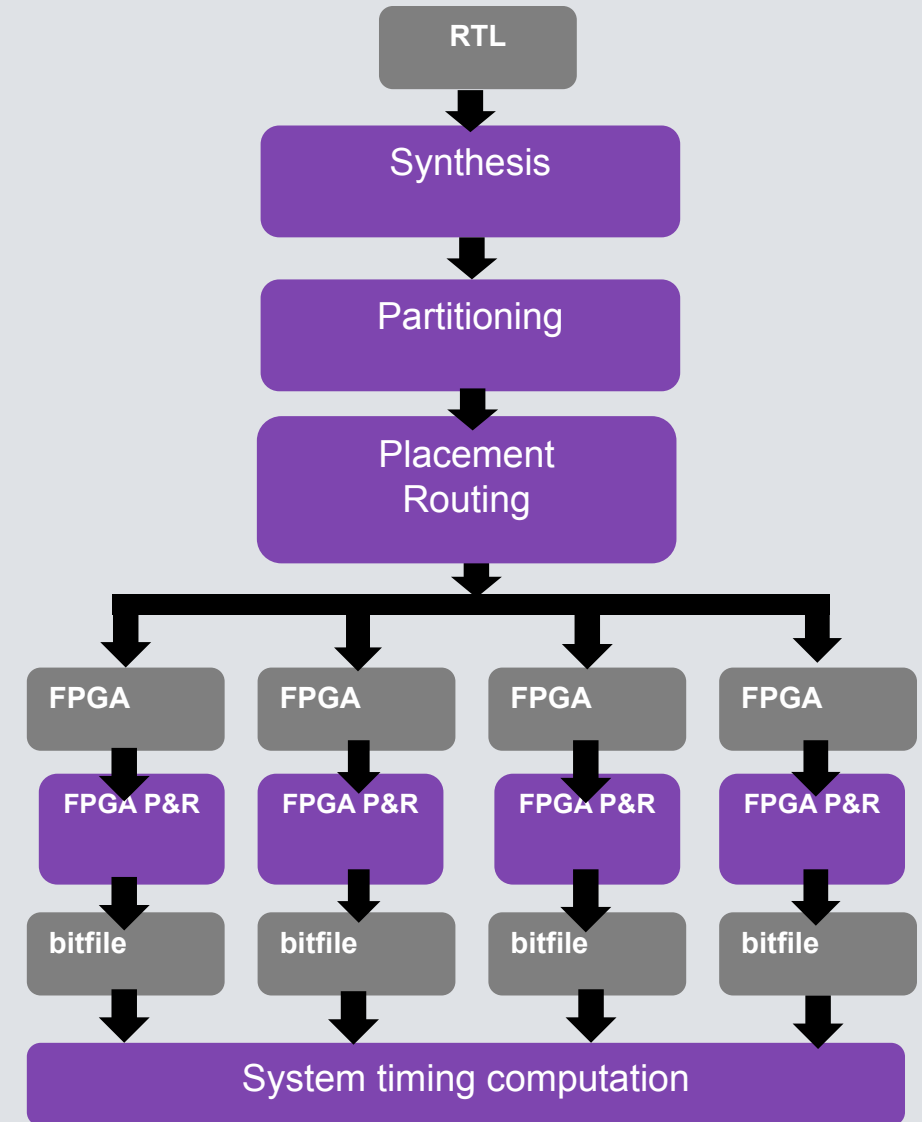 RTL
Synthesis
Partitioning
Placement
Routing
FPGA
FPGA
FPGA
FPGA
FPGA P&R
FPGA P&R
FPGA P&R
FPGA P&R
bitfile
bitfile
bitfile
bitfile
System timing computation